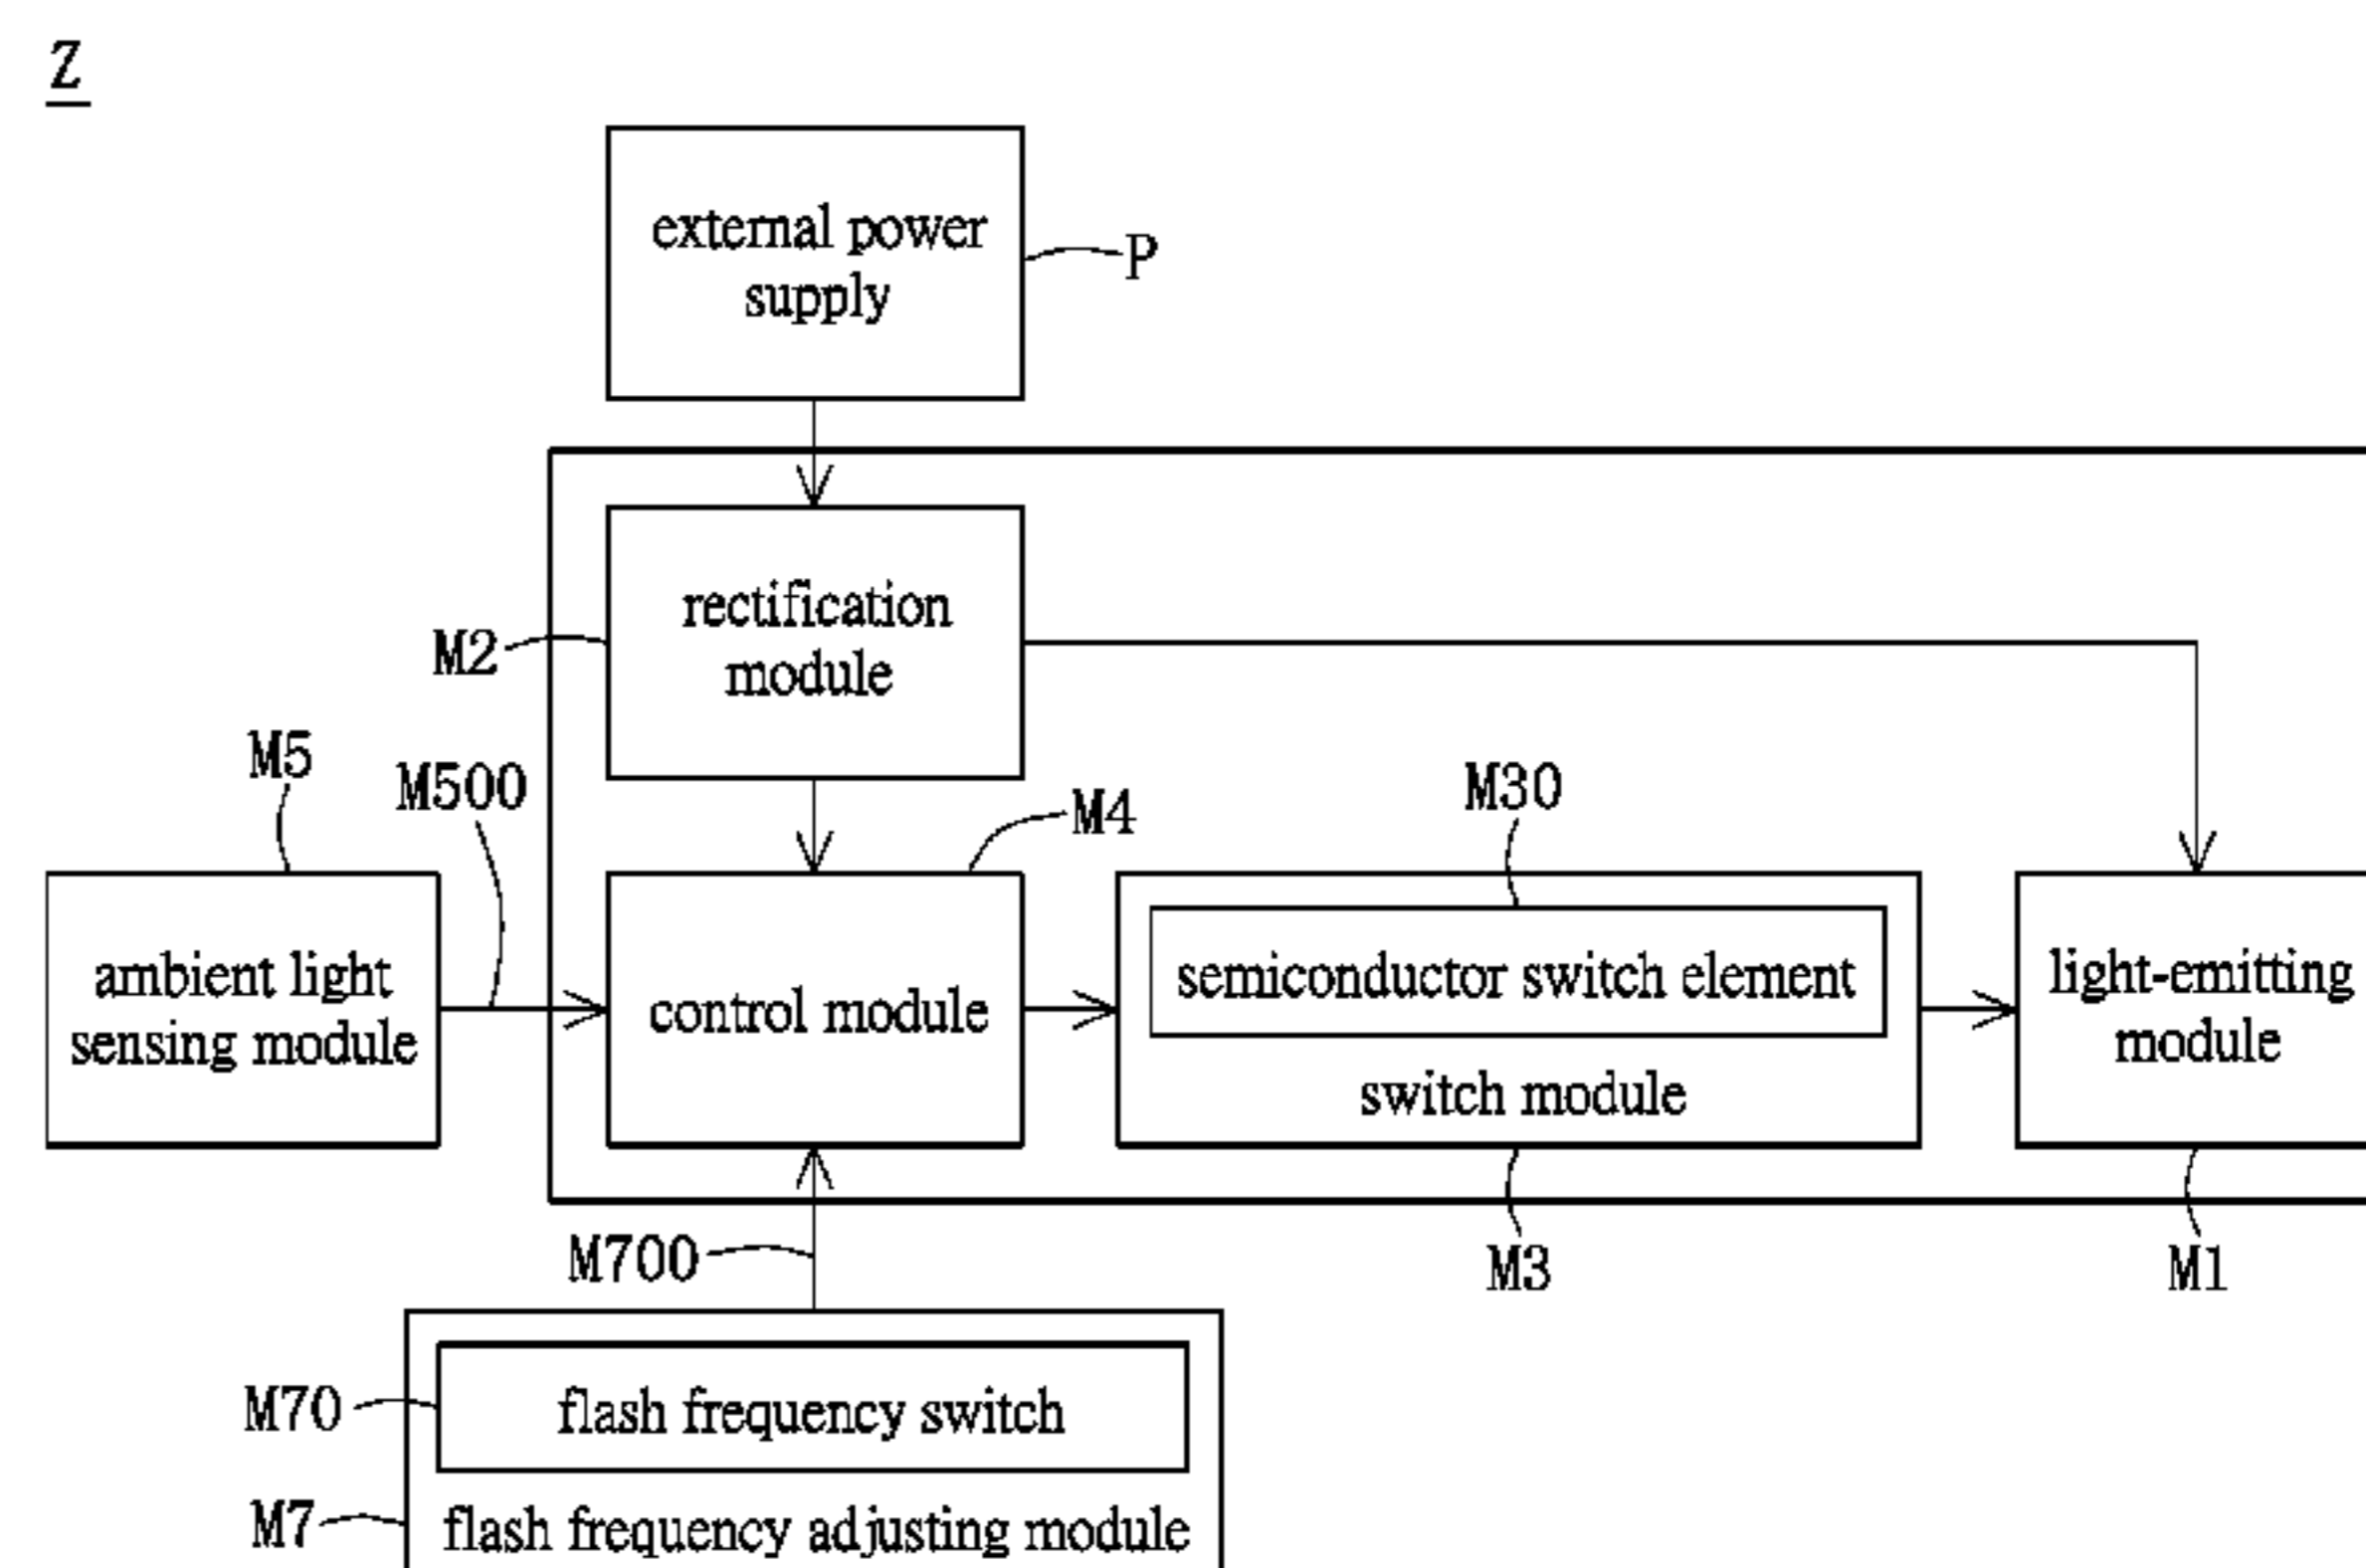 Z
external power
supply
P
rectification
module
M2
M5
M500
M4
M30
ambient light
sensing module
control module
semiconductor switch element
switch module
light-emitting
module
M700
M3
M1
M70
flash frequency switch
M7
flash frequency adjusting module